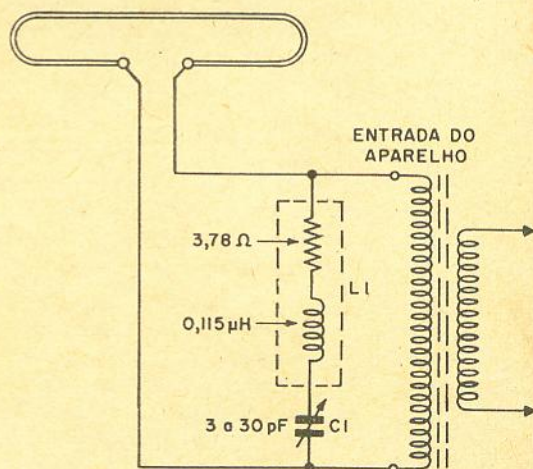 ENTRADA DO
APARELHO
3,78 Ω
L1
0,115 μH
3 a 30 pF
C1